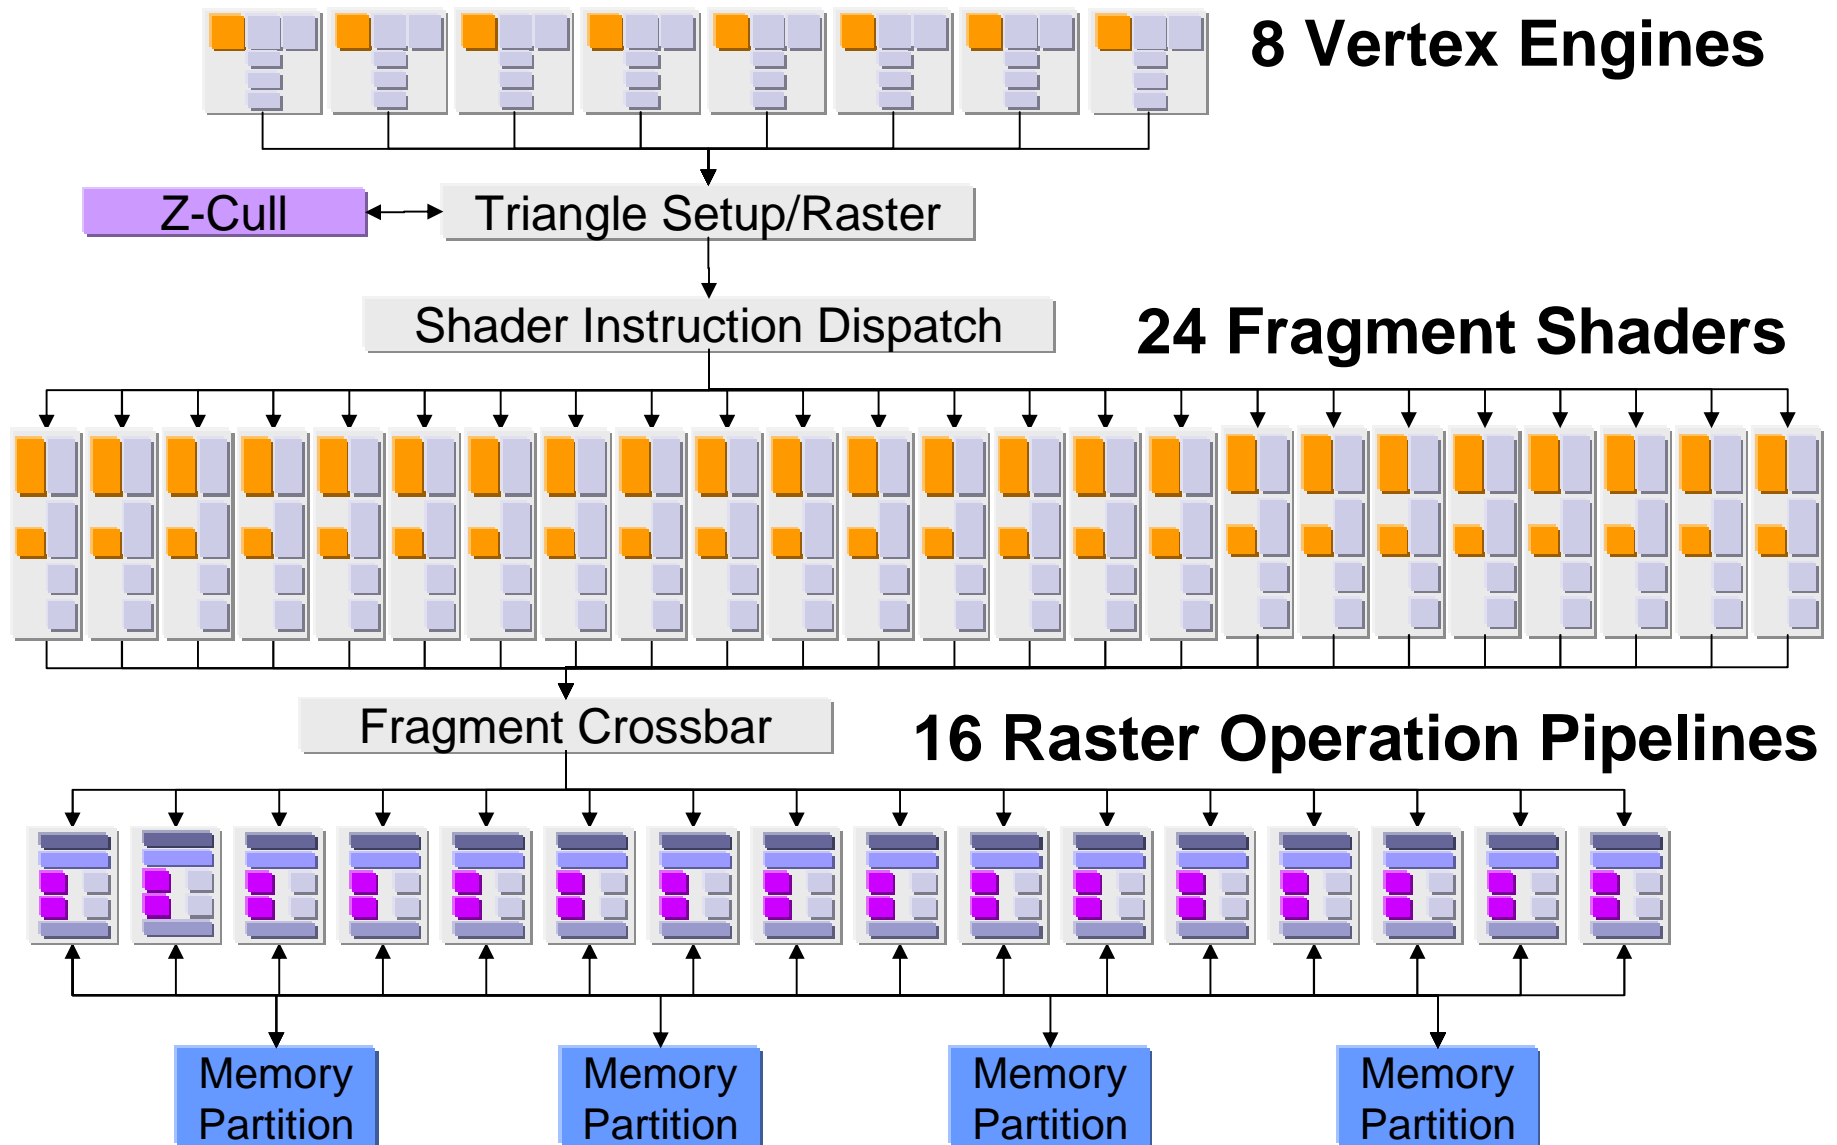 8 Vertex Engines
Z-Cull
Triangle Setup/Raster
Shader Instruction Dispatch
24 Fragment Shaders
Fragment Crossbar
16 Raster Operation Pipelines
Memory
Partition
Memory
Partition
Memory
Partition
Memory
Partition